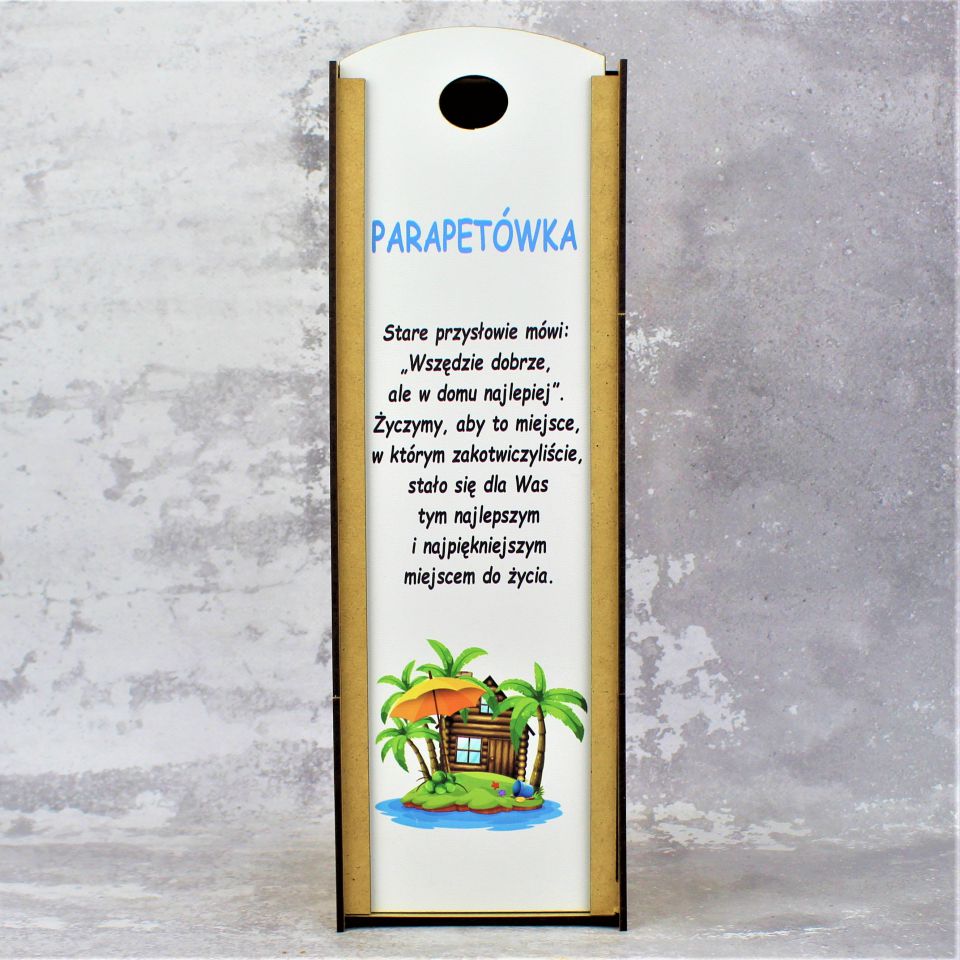 PARAPETÓWKA
Stare przysłowie mówi:
„Wszędzie dobrze,
ale w domu najlepiej”.
Życzymy, aby to miejsce,
w którym zakotwiczyliście,
stało się dla Was
tym najlepszym
i najpiękniejszym
miejscem do życia.